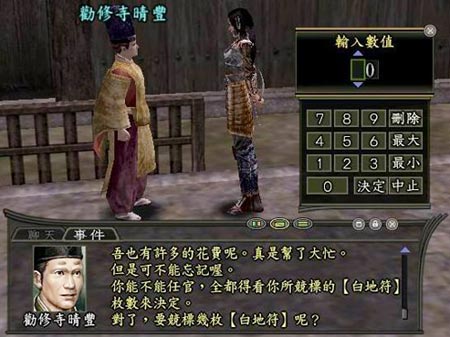 勸修寺晴豐
輸入數值
0
7 8 9 刪除
4 5 6 最大
1 2 3 最小
0 決定 中止
聊天 事件
吾也有許多的花費呢。真是幫了大忙。
但是可不能忘記喔。
你能不能任官，全都得看你所競標的【白地符】
枚數來決定。
對了，要競標幾枚【白地符】呢？
勸修寺晴豐